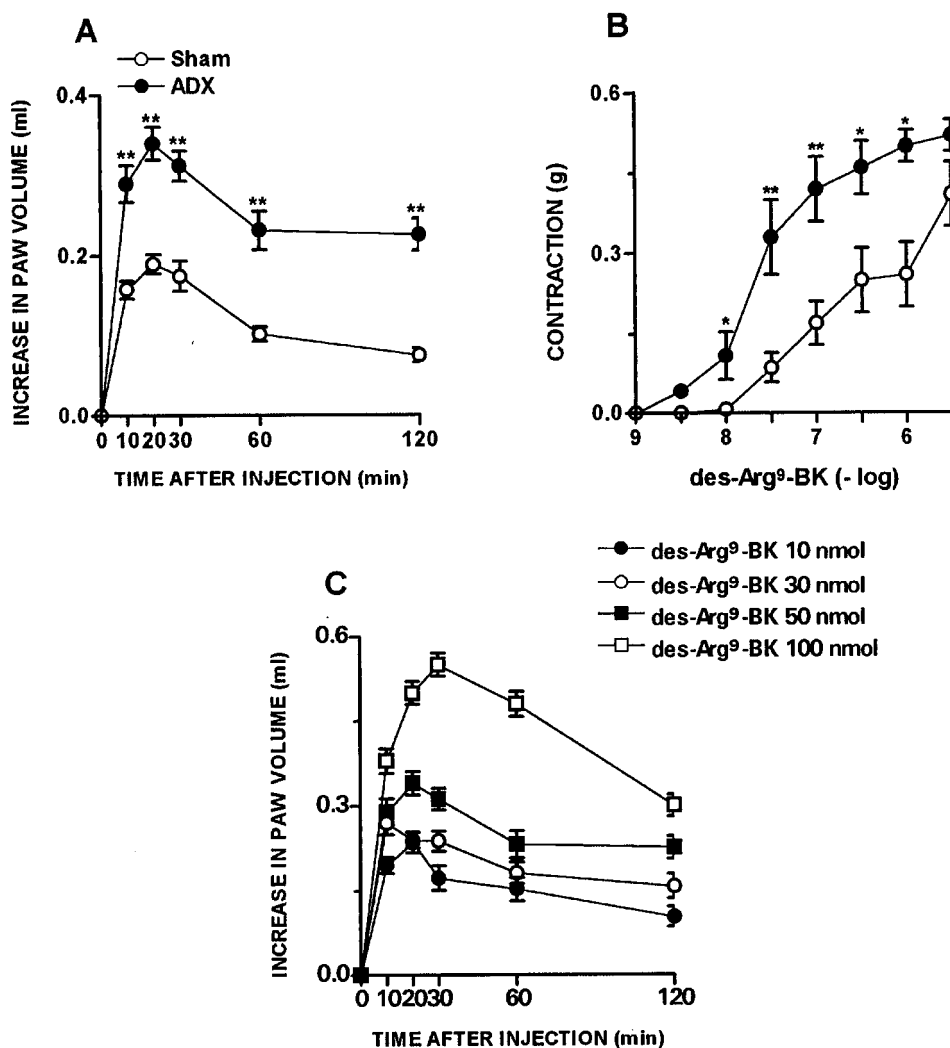 A
Sham
ADX
INCREASE IN PAW VOLUME (ml)
0.4
0.2
0.0
** ** ** ** **
0 10 20 30 60 120
TIME AFTER INJECTION (min)
B
CONTRACTION (g)
0.6
0.3
0.0
* ** ** * *
9 8 7 6
des-Arg⁹-BK (- log)
des-Arg⁹-BK 10 nmol
des-Arg⁹-BK 30 nmol
des-Arg⁹-BK 50 nmol
des-Arg⁹-BK 100 nmol
C
INCREASE IN PAW VOLUME (ml)
0.6
0.3
0.0
0 10 20 30 60 120
TIME AFTER INJECTION (min)